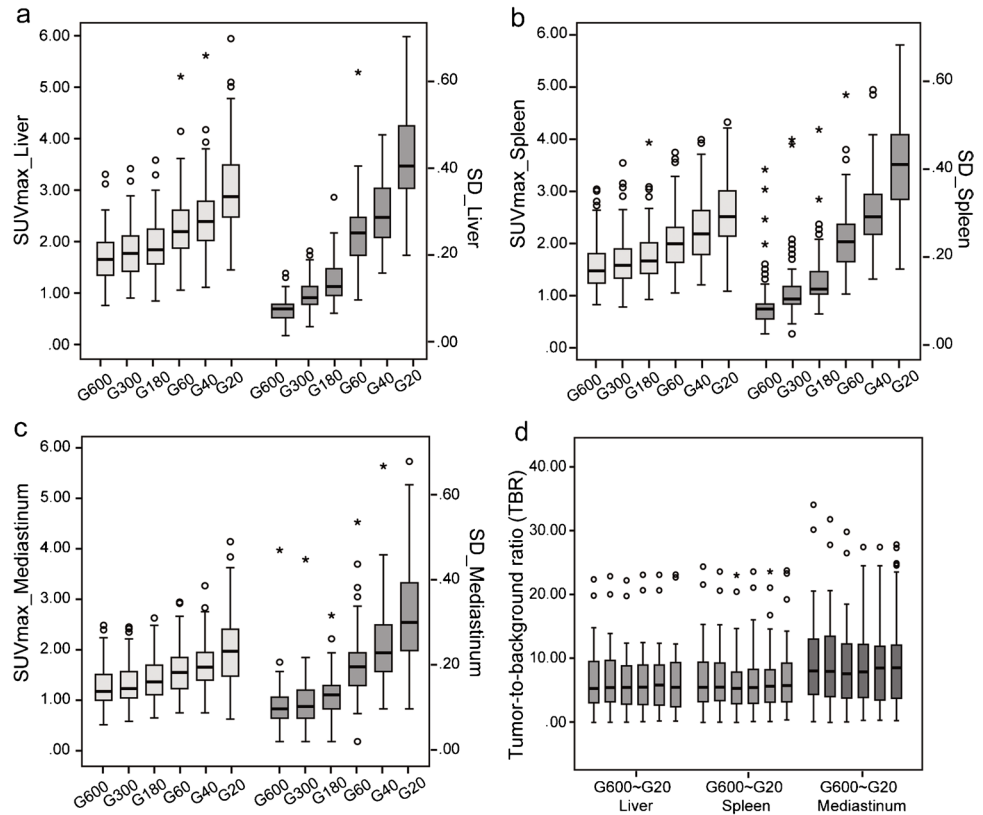 a
6.00
5.00
4.00
3.00
2.00
1.00
.00
SUVmax_Liver
.60
.40
.20
.00
SD_Liver
G600 G300 G180 G60 G40 G20 G600 G300 G180 G60 G40 G20
b
6.00
5.00
4.00
3.00
2.00
1.00
.00
SUVmax_Spleen
.60
.40
.20
.00
SD_Spleen
G600 G300 G180 G60 G40 G20 G600 G300 G180 G60 G40 G20
c
6.00
5.00
4.00
3.00
2.00
1.00
.00
SUVmax_Mediastinum
.60
.40
.20
.00
SD_Mediastinum
G600 G300 G180 G60 G40 G20 G600 G300 G180 G60 G40 G20
d
40.00
30.00
20.00
10.00
.00
Tumor-to-background ratio (TBR)
G600~G20 G600~G20 G600~G20
Liver Spleen Mediastinum